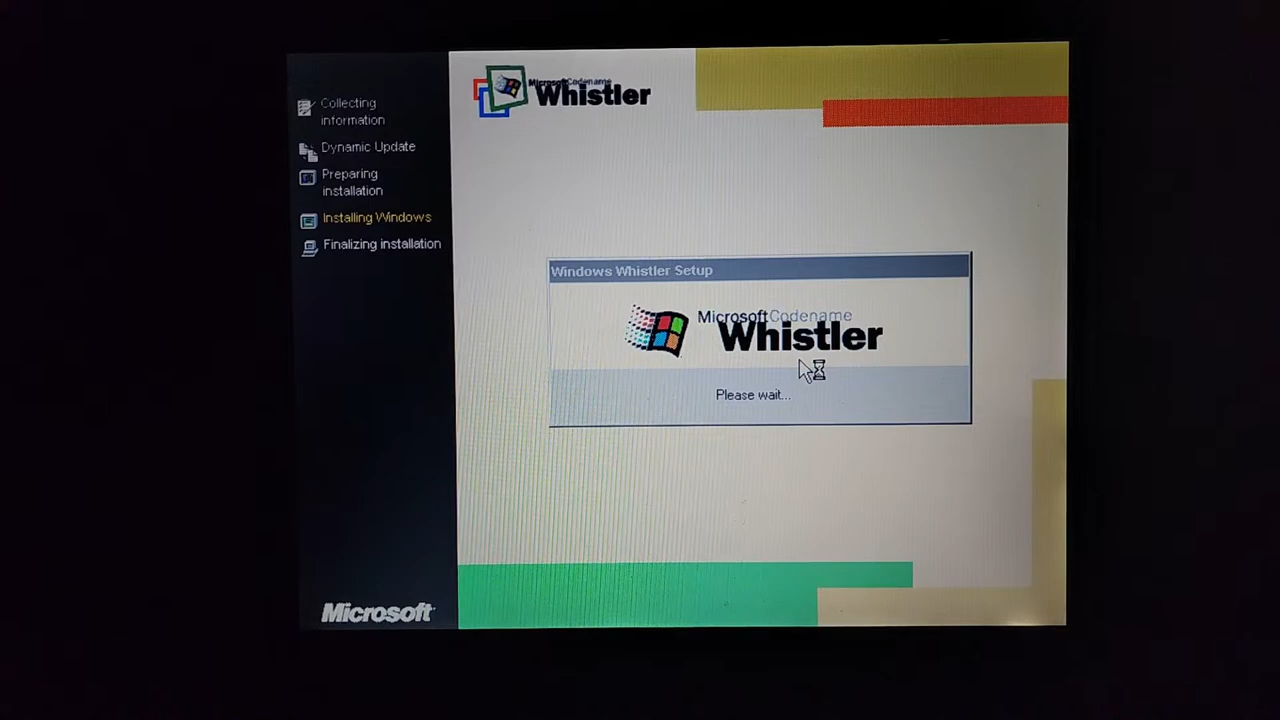 Collecting
information
Dynamic Update
Preparing
installation
Installing Windows
Finalizing installation
Microsoft
Microsoft Codename
Whistler
Windows Whistler Setup
Microsoft Codename
Whistler
Please wait...